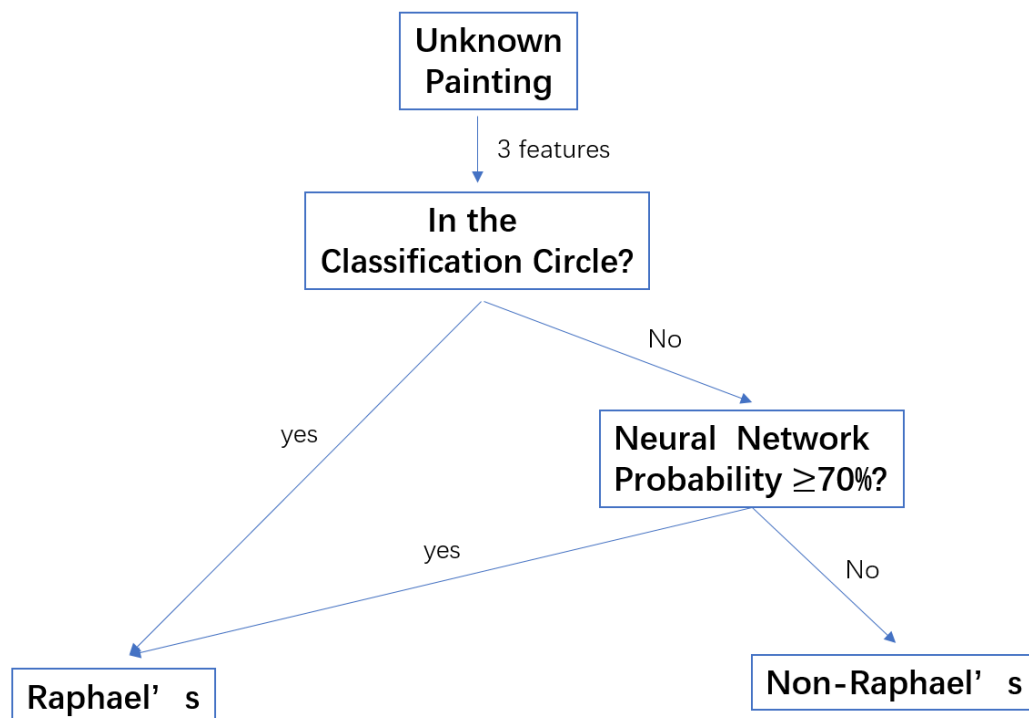 Unknown
Painting
3 features
In the
Classification Circle?
No
yes
Neural Network
Probability ≥70%?
yes
No
Raphael’ s
Non-Raphael’ s